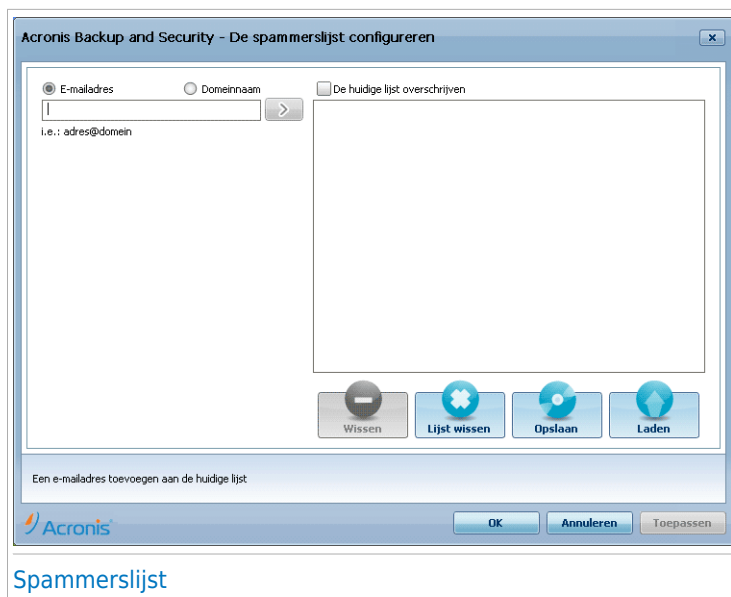 Acronis Backup and Security - De spammerslijst configureren
E-mailadres
Domeinnaam
De huidige lijst overschrijven
i.e.: adres@domein
Wissen
Lijst wissen
Opslaan
Laden
Een e-mailadres toevoegen aan de huidige lijst
Acronis
OK
Annuleren
Toepassen
Spammerslijst